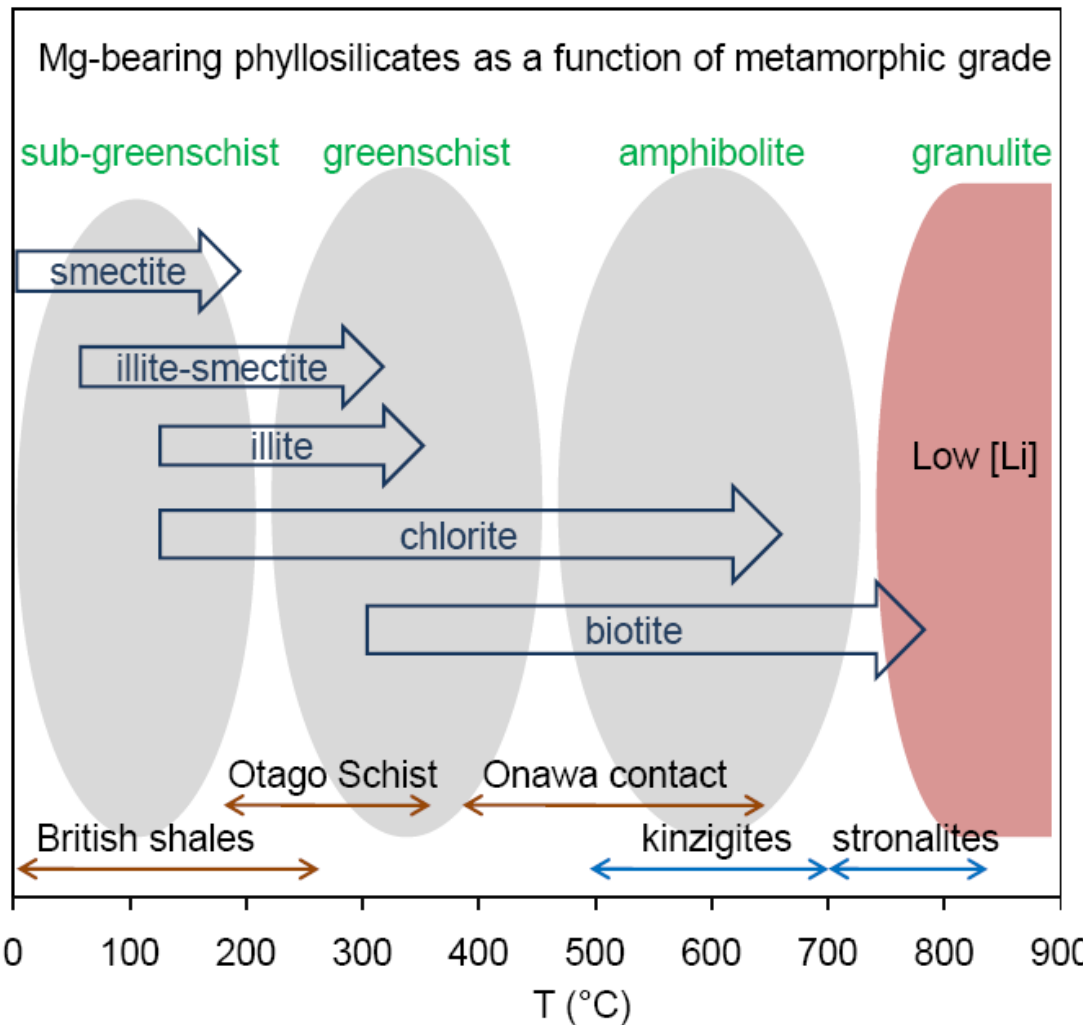 Mg-bearing phyllosilicates as a function of metamorphic grade
sub-greenschist greenschist amphibolite granulite
smectite
illite-smectite
illite
Low [Li]
chlorite
biotite
Otago Schist Onawa contact
British shales kinzigites stronalites
0 100 200 300 400 500 600 700 800 900
T (°C)